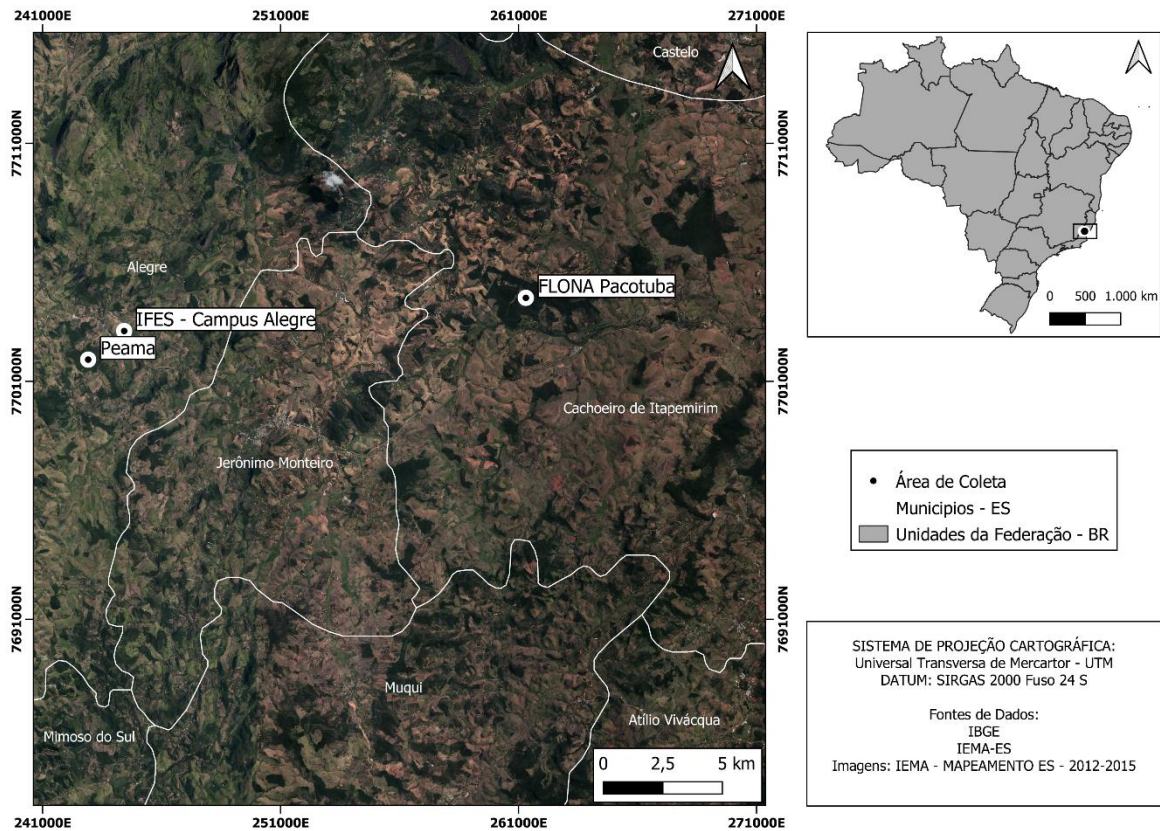 241000E 251000E 261000E 271000E
Castelo
7711000N
7711000N
Alegre
FLONA Pacotuba
IFES - Campus Alegre
Peama
7701000N
7701000N
Cachoeiro de Itapemirim
Jerônimo Monteiro
7691000N
7691000N
Muqui
Atílio Vivácqua
Mimoso do Sul
0 2,5 5 km
241000E 251000E 261000E 271000E
0 500 1.000 km
Área de Coleta
Municipios - ES
Unidades da Federação - BR
SISTEMA DE PROJEÇÃO CARTOGRÁFICA:
Universal Transversa de Mercartor - UTM
DATUM: SIRGAS 2000 Fuso 24 S
Fontes de Dados:
IBGE
IEMA-ES
Imagens: IEMA - MAPEAMENTO ES - 2012-2015